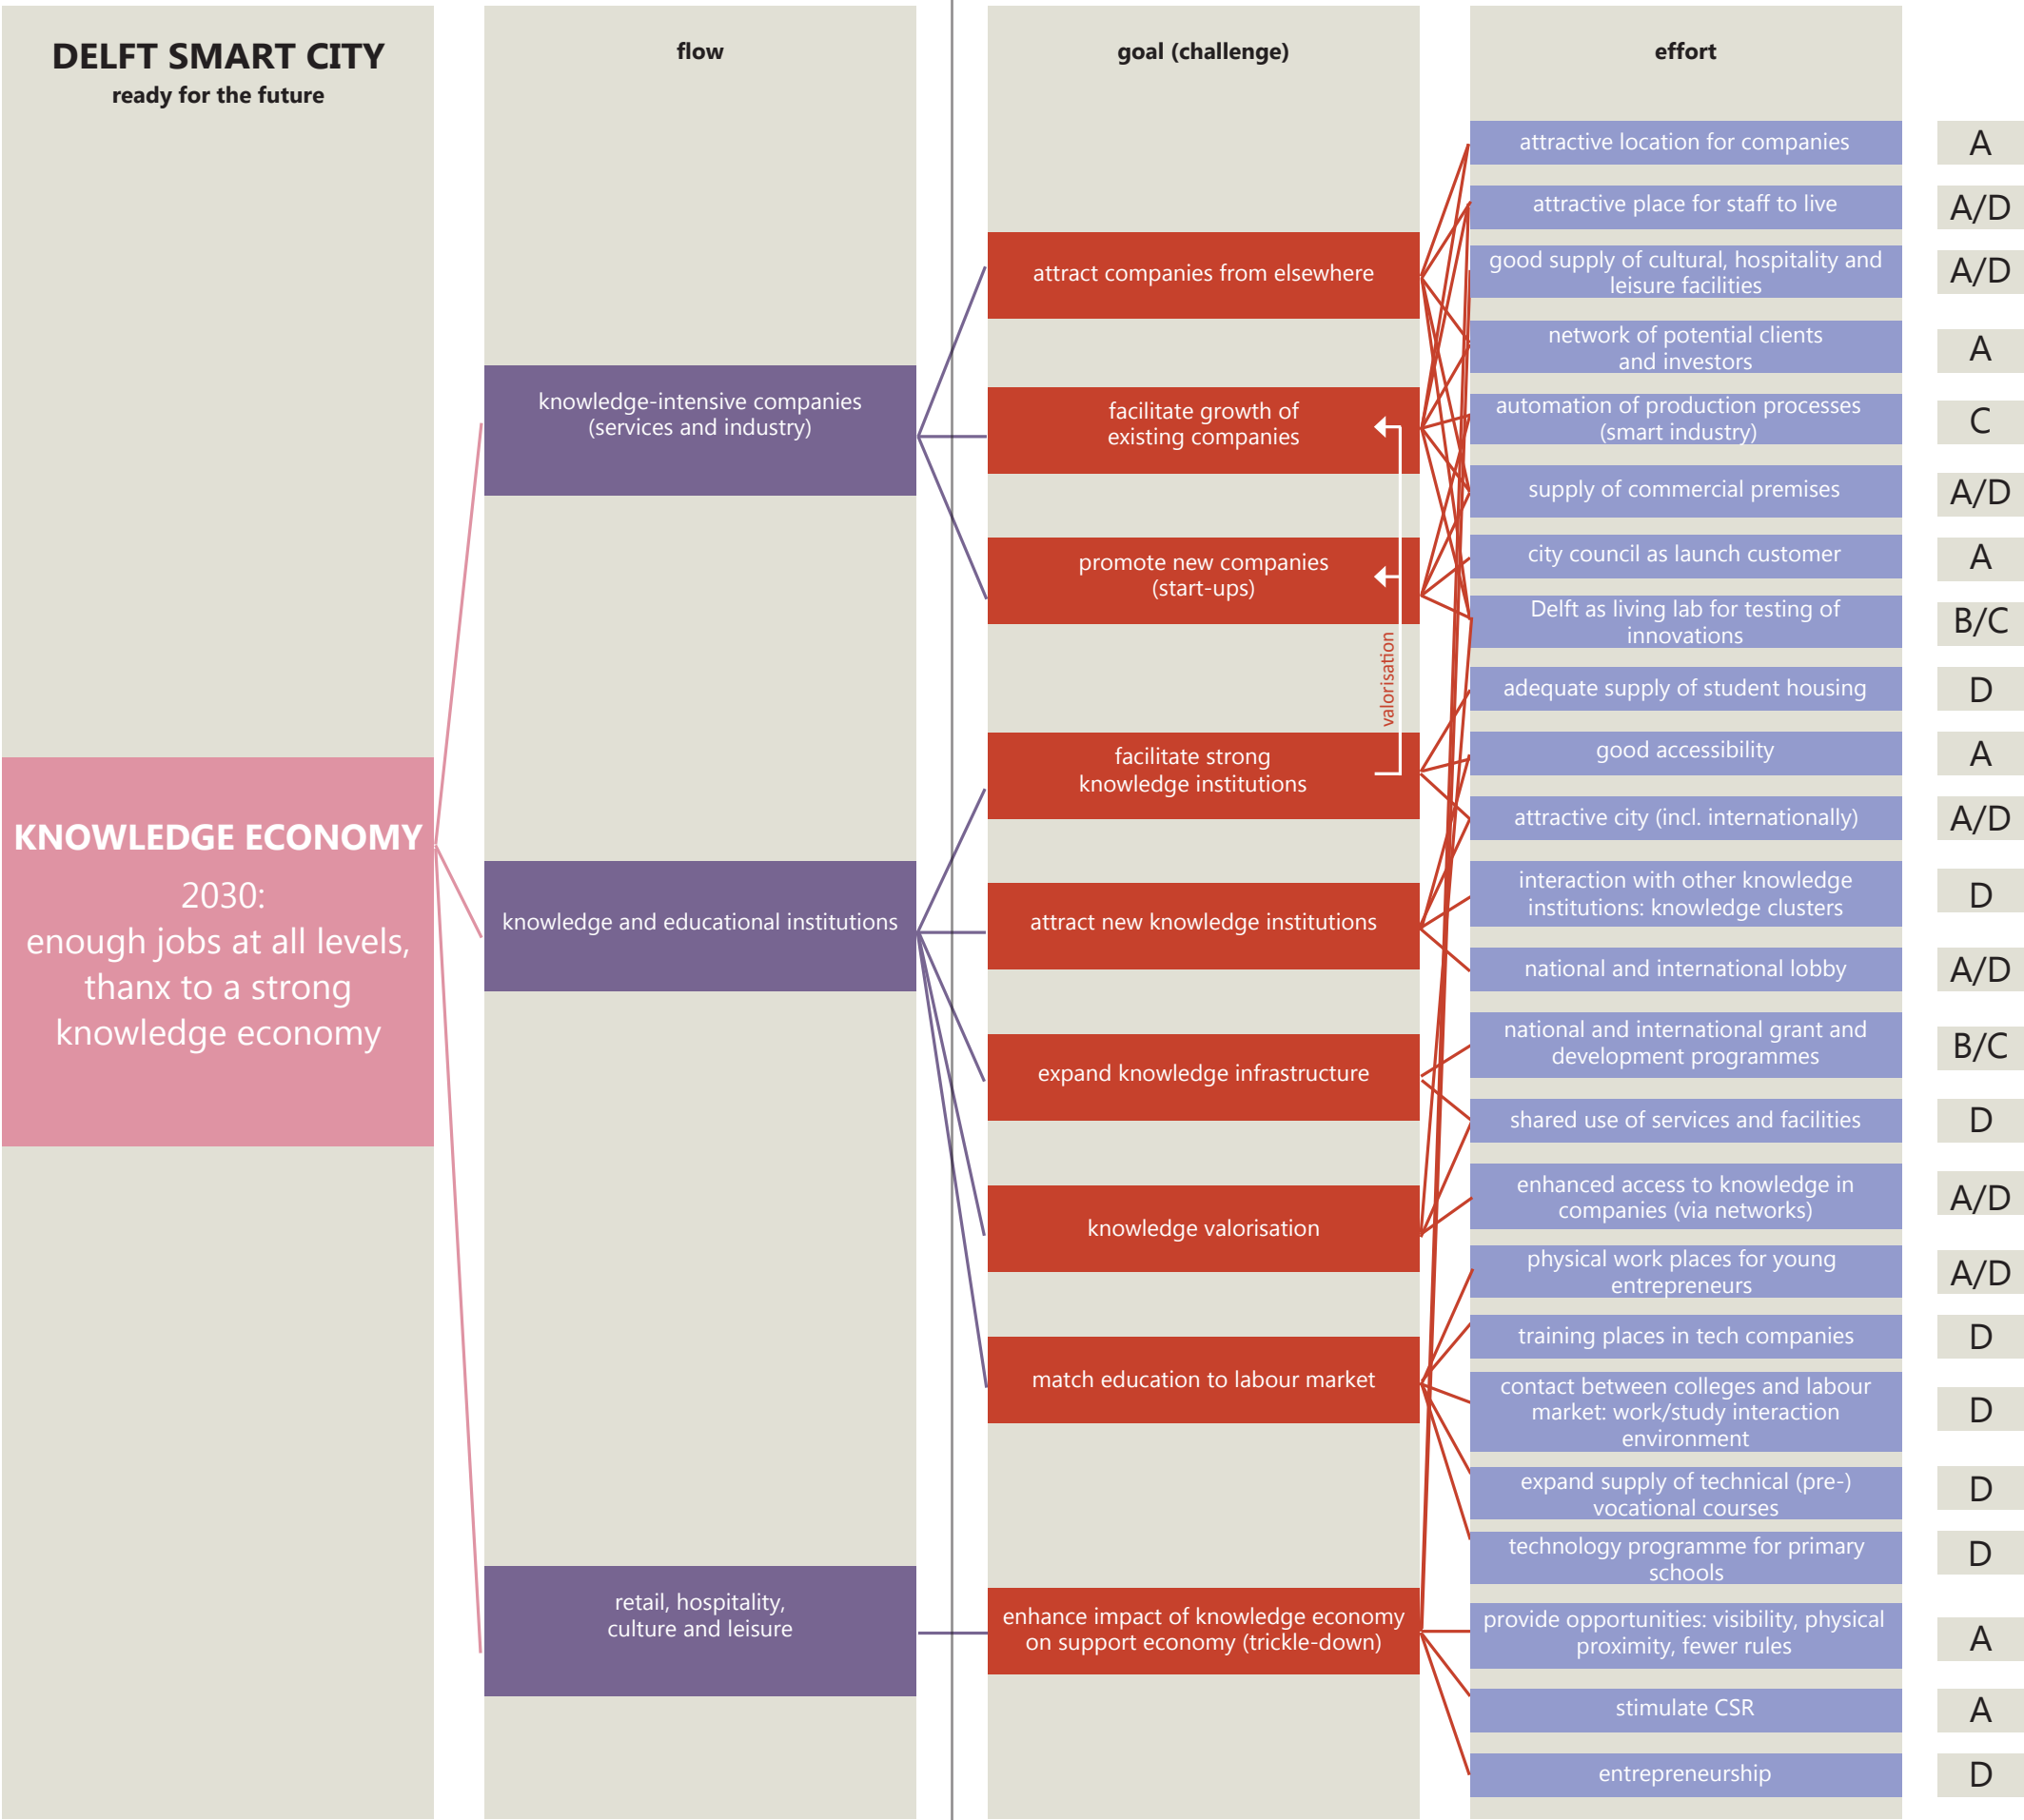 DELFT SMART CITY
ready for the future
KNOWLEDGE ECONOMY
2030:
enough jobs at all levels,
thanx to a strong
knowledge economy
flow
knowledge-intensive companies
(services and industry)
knowledge and educational institutions
retail, hospitality,
culture and leisure
goal (challenge)
attract companies from elsewhere
facilitate growth of
existing companies
promote new companies
(start-ups)
valorisation
facilitate strong
knowledge institutions
attract new knowledge institutions
expand knowledge infrastructure
knowledge valorisation
match education to labour market
enhance impact of knowledge economy
on support economy (trickle-down)
effort
attractive location for companies
A
attractive place for staff to live
A/D
good supply of cultural, hospitality and
leisure facilities
A/D
network of potential clients
and investors
A
automation of production processes
(smart industry)
C
supply of commercial premises
A/D
city council as launch customer
A
Delft as living lab for testing of
innovations
B/C
adequate supply of student housing
D
good accessibility
A
attractive city (incl. internationally)
A/D
interaction with other knowledge
institutions: knowledge clusters
D
national and international lobby
A/D
national and international grant and
development programmes
B/C
shared use of services and facilities
D
enhanced access to knowledge in
companies (via networks)
A/D
physical work places for young
entrepreneurs
A/D
training places in tech companies
D
contact between colleges and labour
market: work/study interaction
environment
D
expand supply of technical (pre-)
vocational courses
D
technology programme for primary
schools
D
provide opportunities: visibility, physical
proximity, fewer rules
A
stimulate CSR
A
entrepreneurship
D